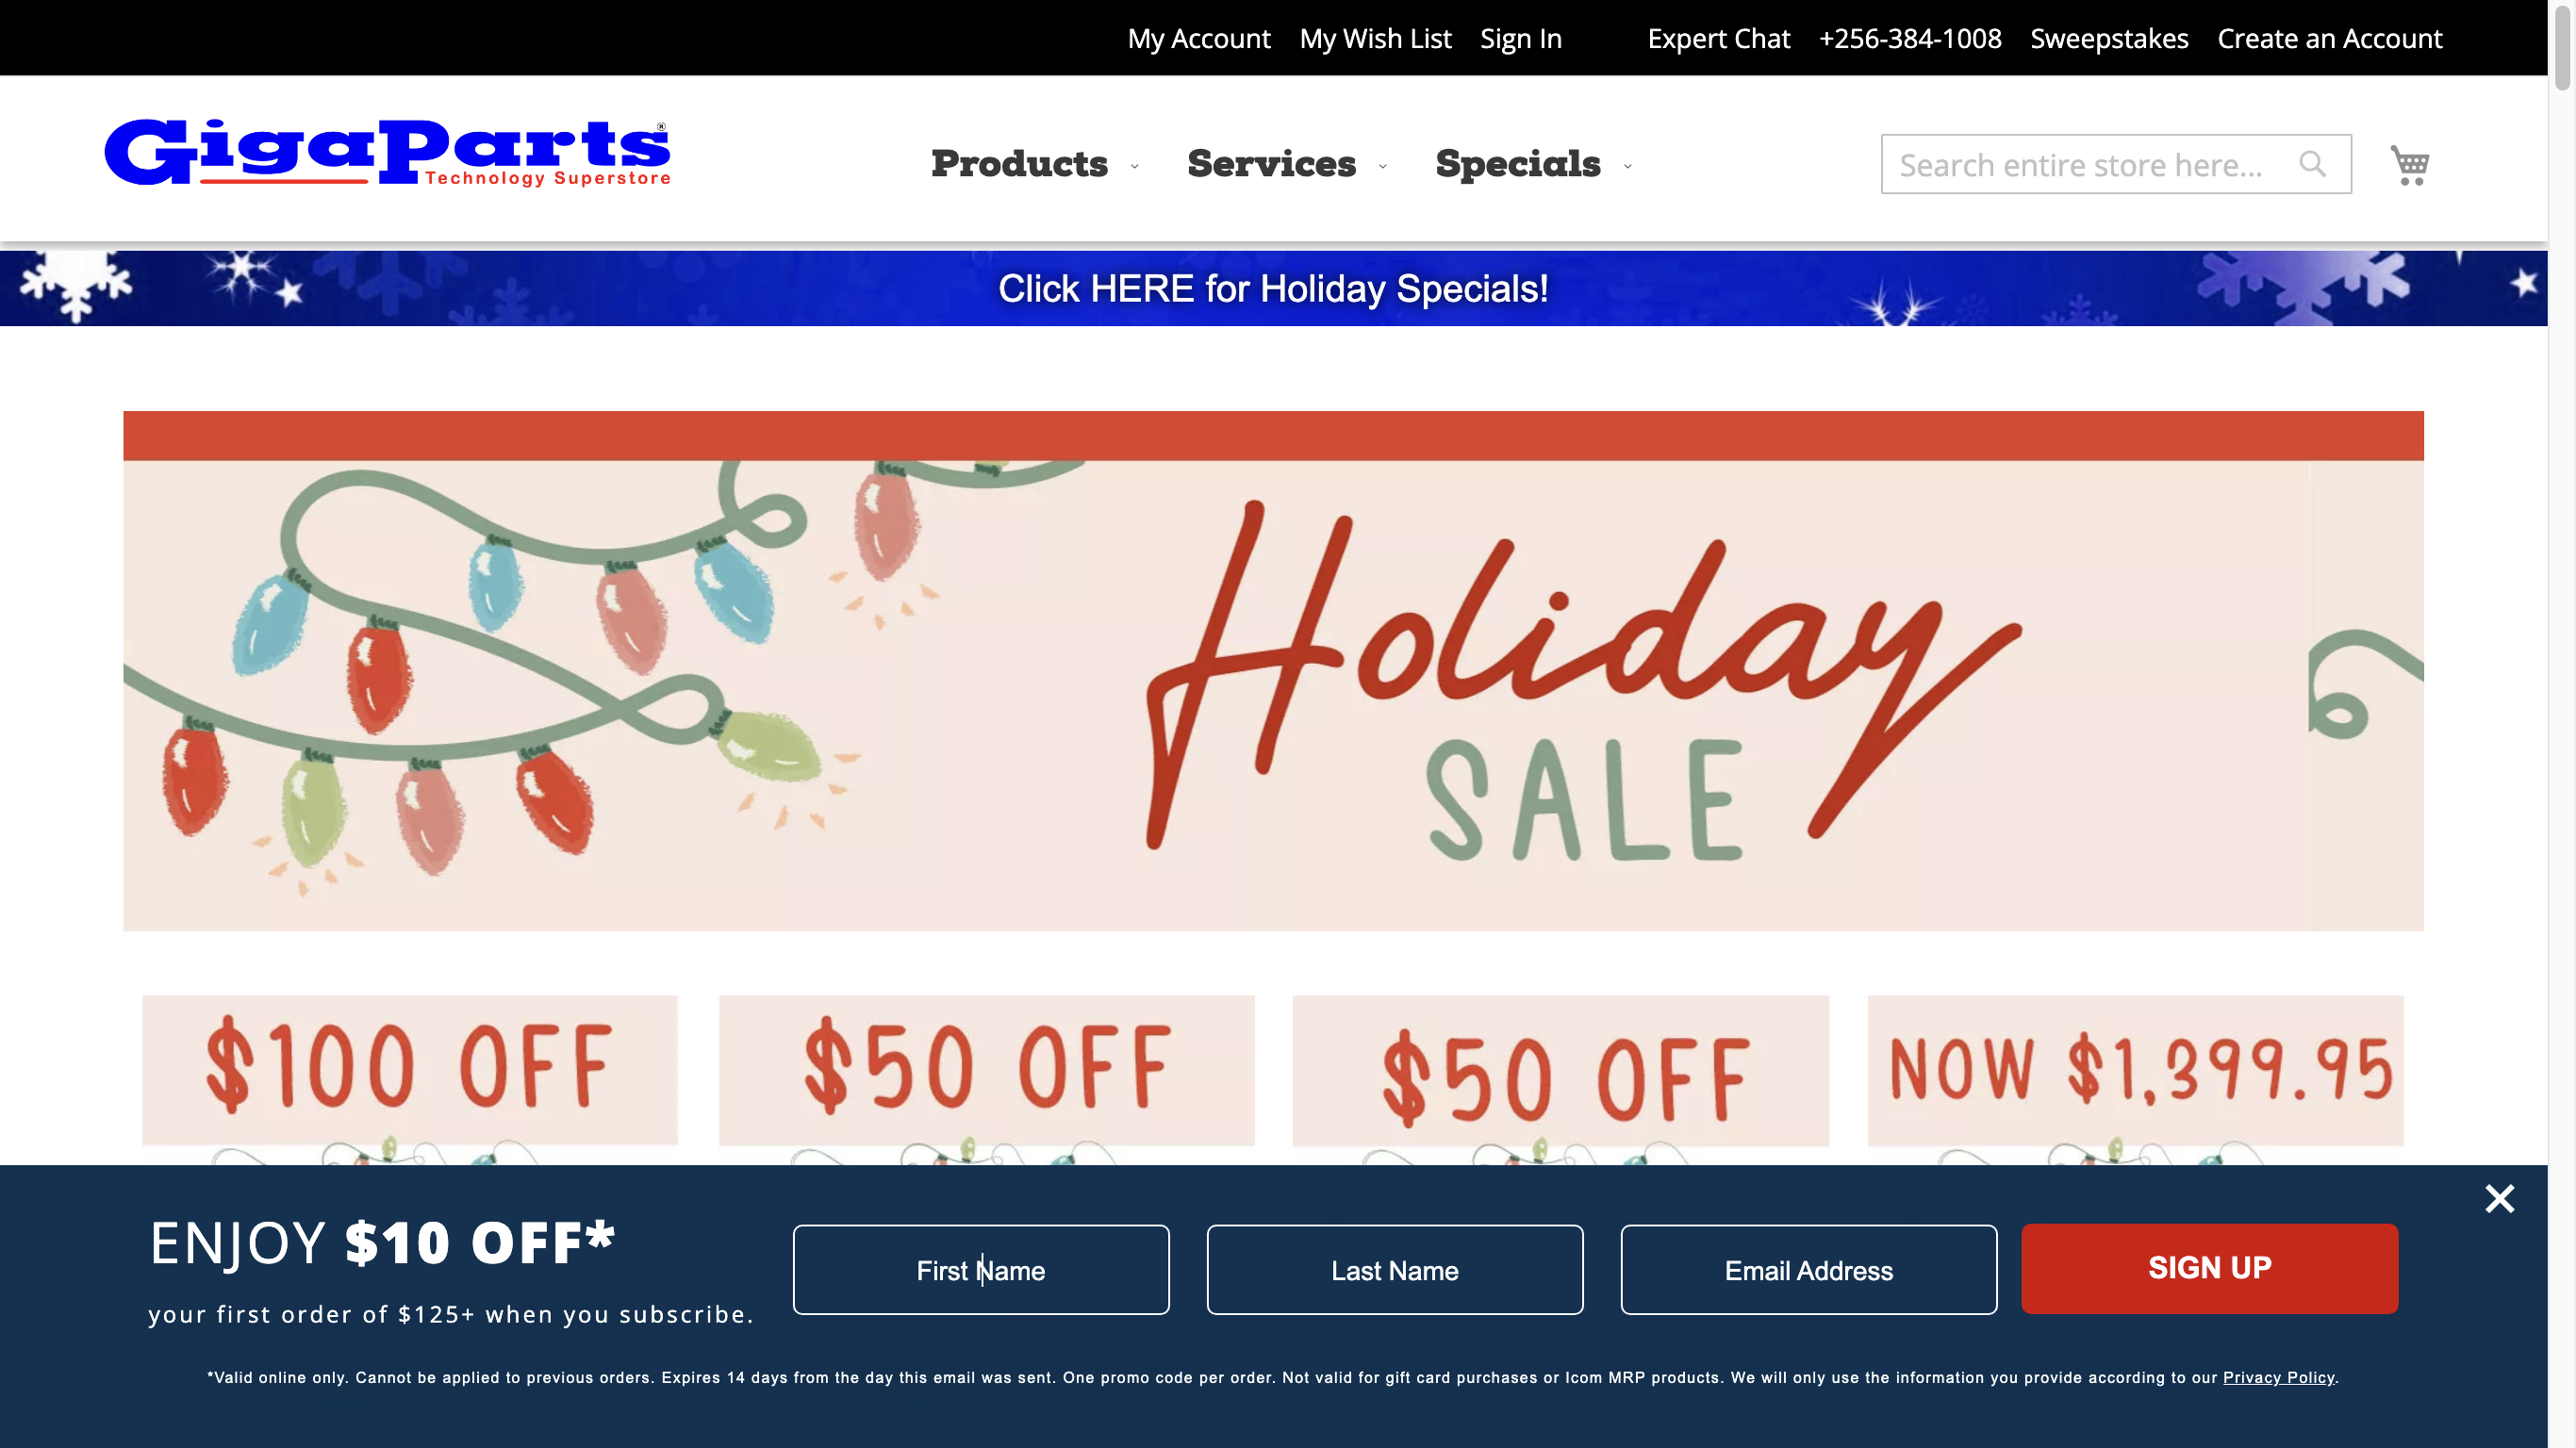 My Account My Wish List Sign In Expert Chat +256-384-1008 Sweepstakes Create an Account
GigaParts®
Technology Superstore
Products Services Specials
Search entire store here...
Click HERE for Holiday Specials!
Holiday
SALE
$100 OFF $50 OFF $50 OFF NOW $1,399.95
ENJOY $10 OFF*
your first order of $125+ when you subscribe.
First Name Last Name Email Address SIGN UP
*Valid online only. Cannot be applied to previous orders. Expires 14 days from the day this email was sent. One promo code per order. Not valid for gift card purchases or Icom MRP products. We will only use the information you provide according to our Privacy Policy.